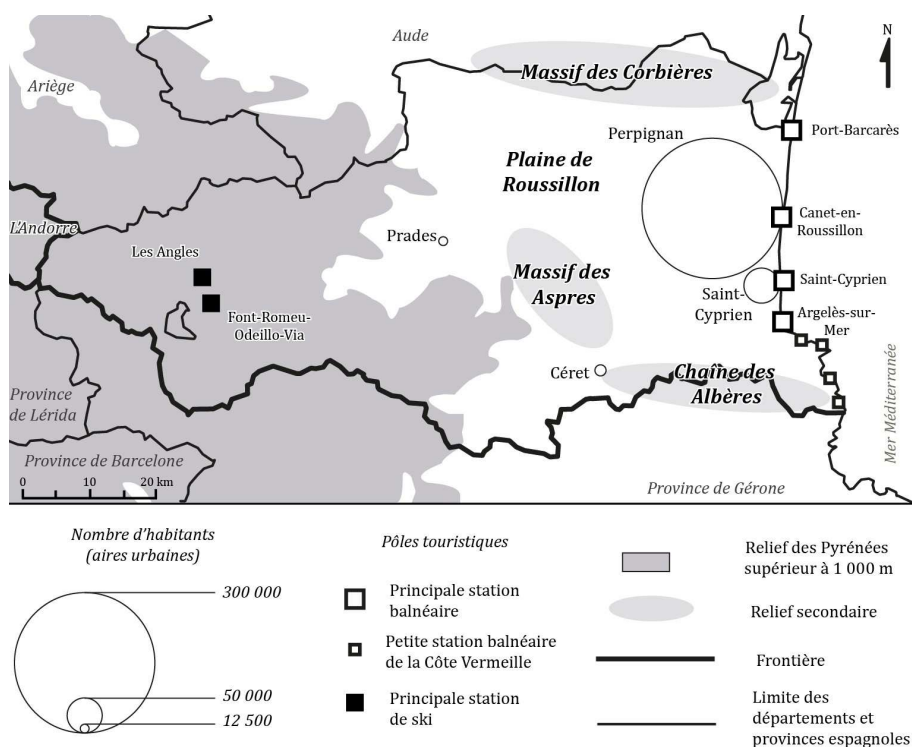 Aude
N
Massif des Corbières
Ariège
Port-Barcarès
Perpignan
Plaine de
Roussillon
L'Andorre
Canet-en-
Roussillon
Prades
Les Angles
Massif des
Aspres
Saint-Cyprien
Saint-
Cyprien
Argelès-sur-
Mer
Font-Romeu-
Odeillo-Via
Céret
Chaîne des
Albères
Mer Méditerranée
Province
de Lérida
Province de Barcelone
0 10 20 km
Province de Gérone
Nombre d'habitants
(aires urbaines)
300 000
50 000
12 500
Pôles touristiques
Principale station
balnéaire
Petite station balnéaire
de la Côte Vermeille
Principale station
de ski
Relief des Pyrénées
supérieur à 1 000 m
Relief secondaire
Frontière
Limite des
départements et
provinces espagnoles